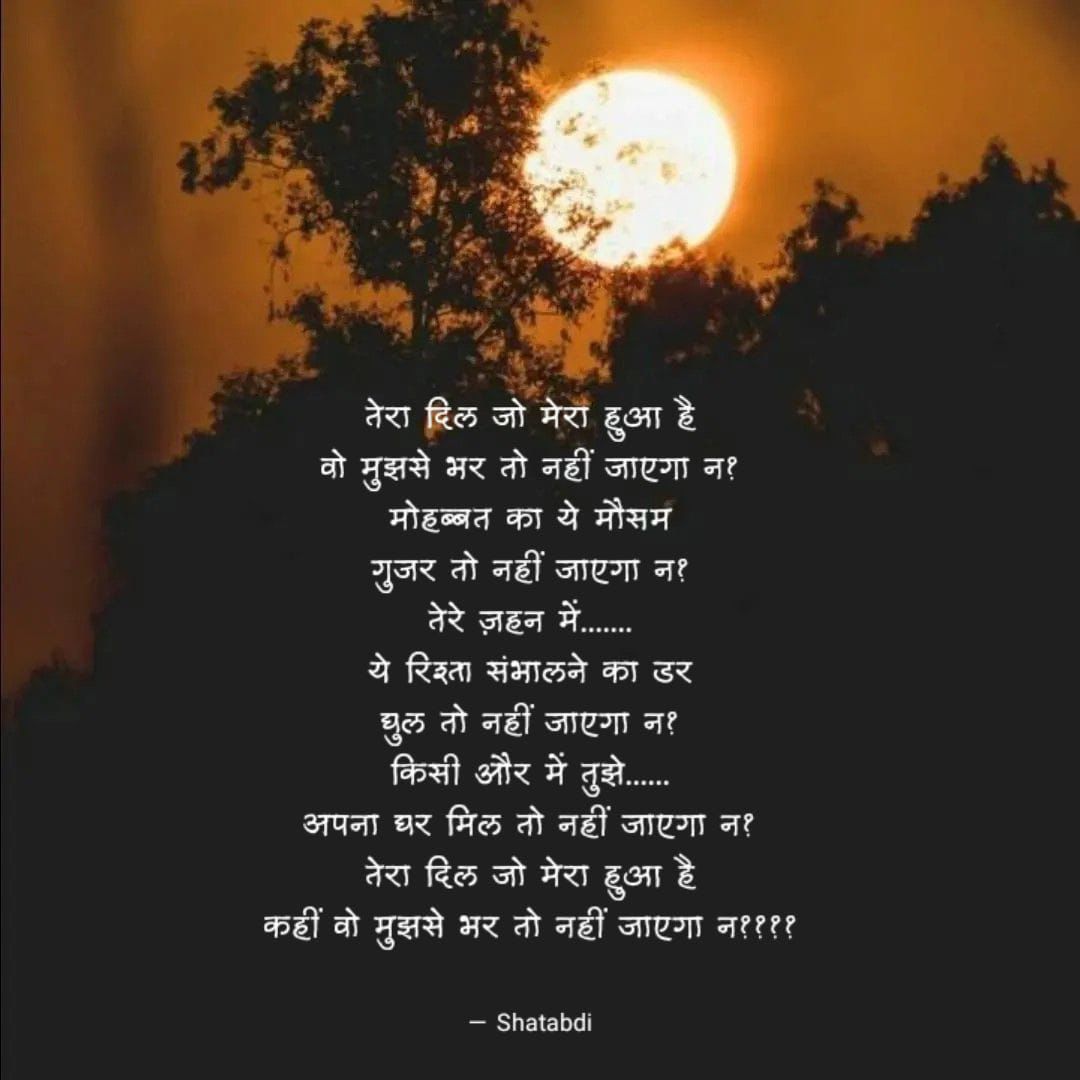 तेरा दिल जो मेरा हुआ है
वो मुझसे भर तो नहीं जाएगा न?
मोहब्बत का ये मौसम
गुजर तो नहीं जाएगा न?
तेरे ज़हन में.......
ये रिश्ता संभालने का डर
घुल तो नहीं जाएगा न?
किसी और में तुझे......
अपना घर मिल तो नहीं जाएगा न?
तेरा दिल जो मेरा हुआ है
कहीं वो मुझसे भर तो नहीं जाएगा न????
— Shatabdi